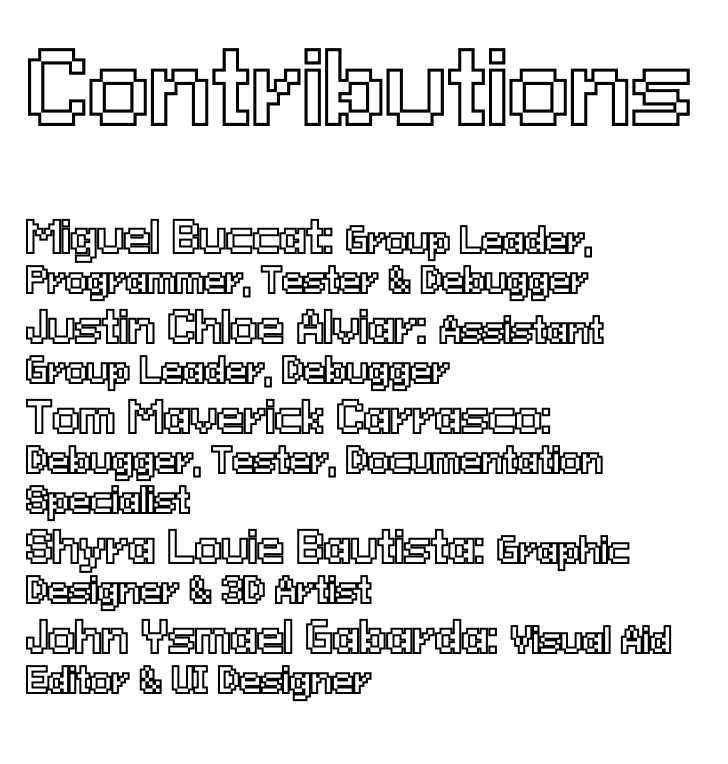 Contributions
Miguel Buccat: Group Leader,
Programmer, Tester & Debugger
Justin Chloe Alviar: Assistant
Group Leader, Debugger
Tom Maverick Carrasco:
Debugger, Tester, Documentation
Specialist
Shyra Louie Bautista: Graphic
Designer & 3D Artist
John Ysmael Gabarda: Visual Aid
Editor & UI Designer